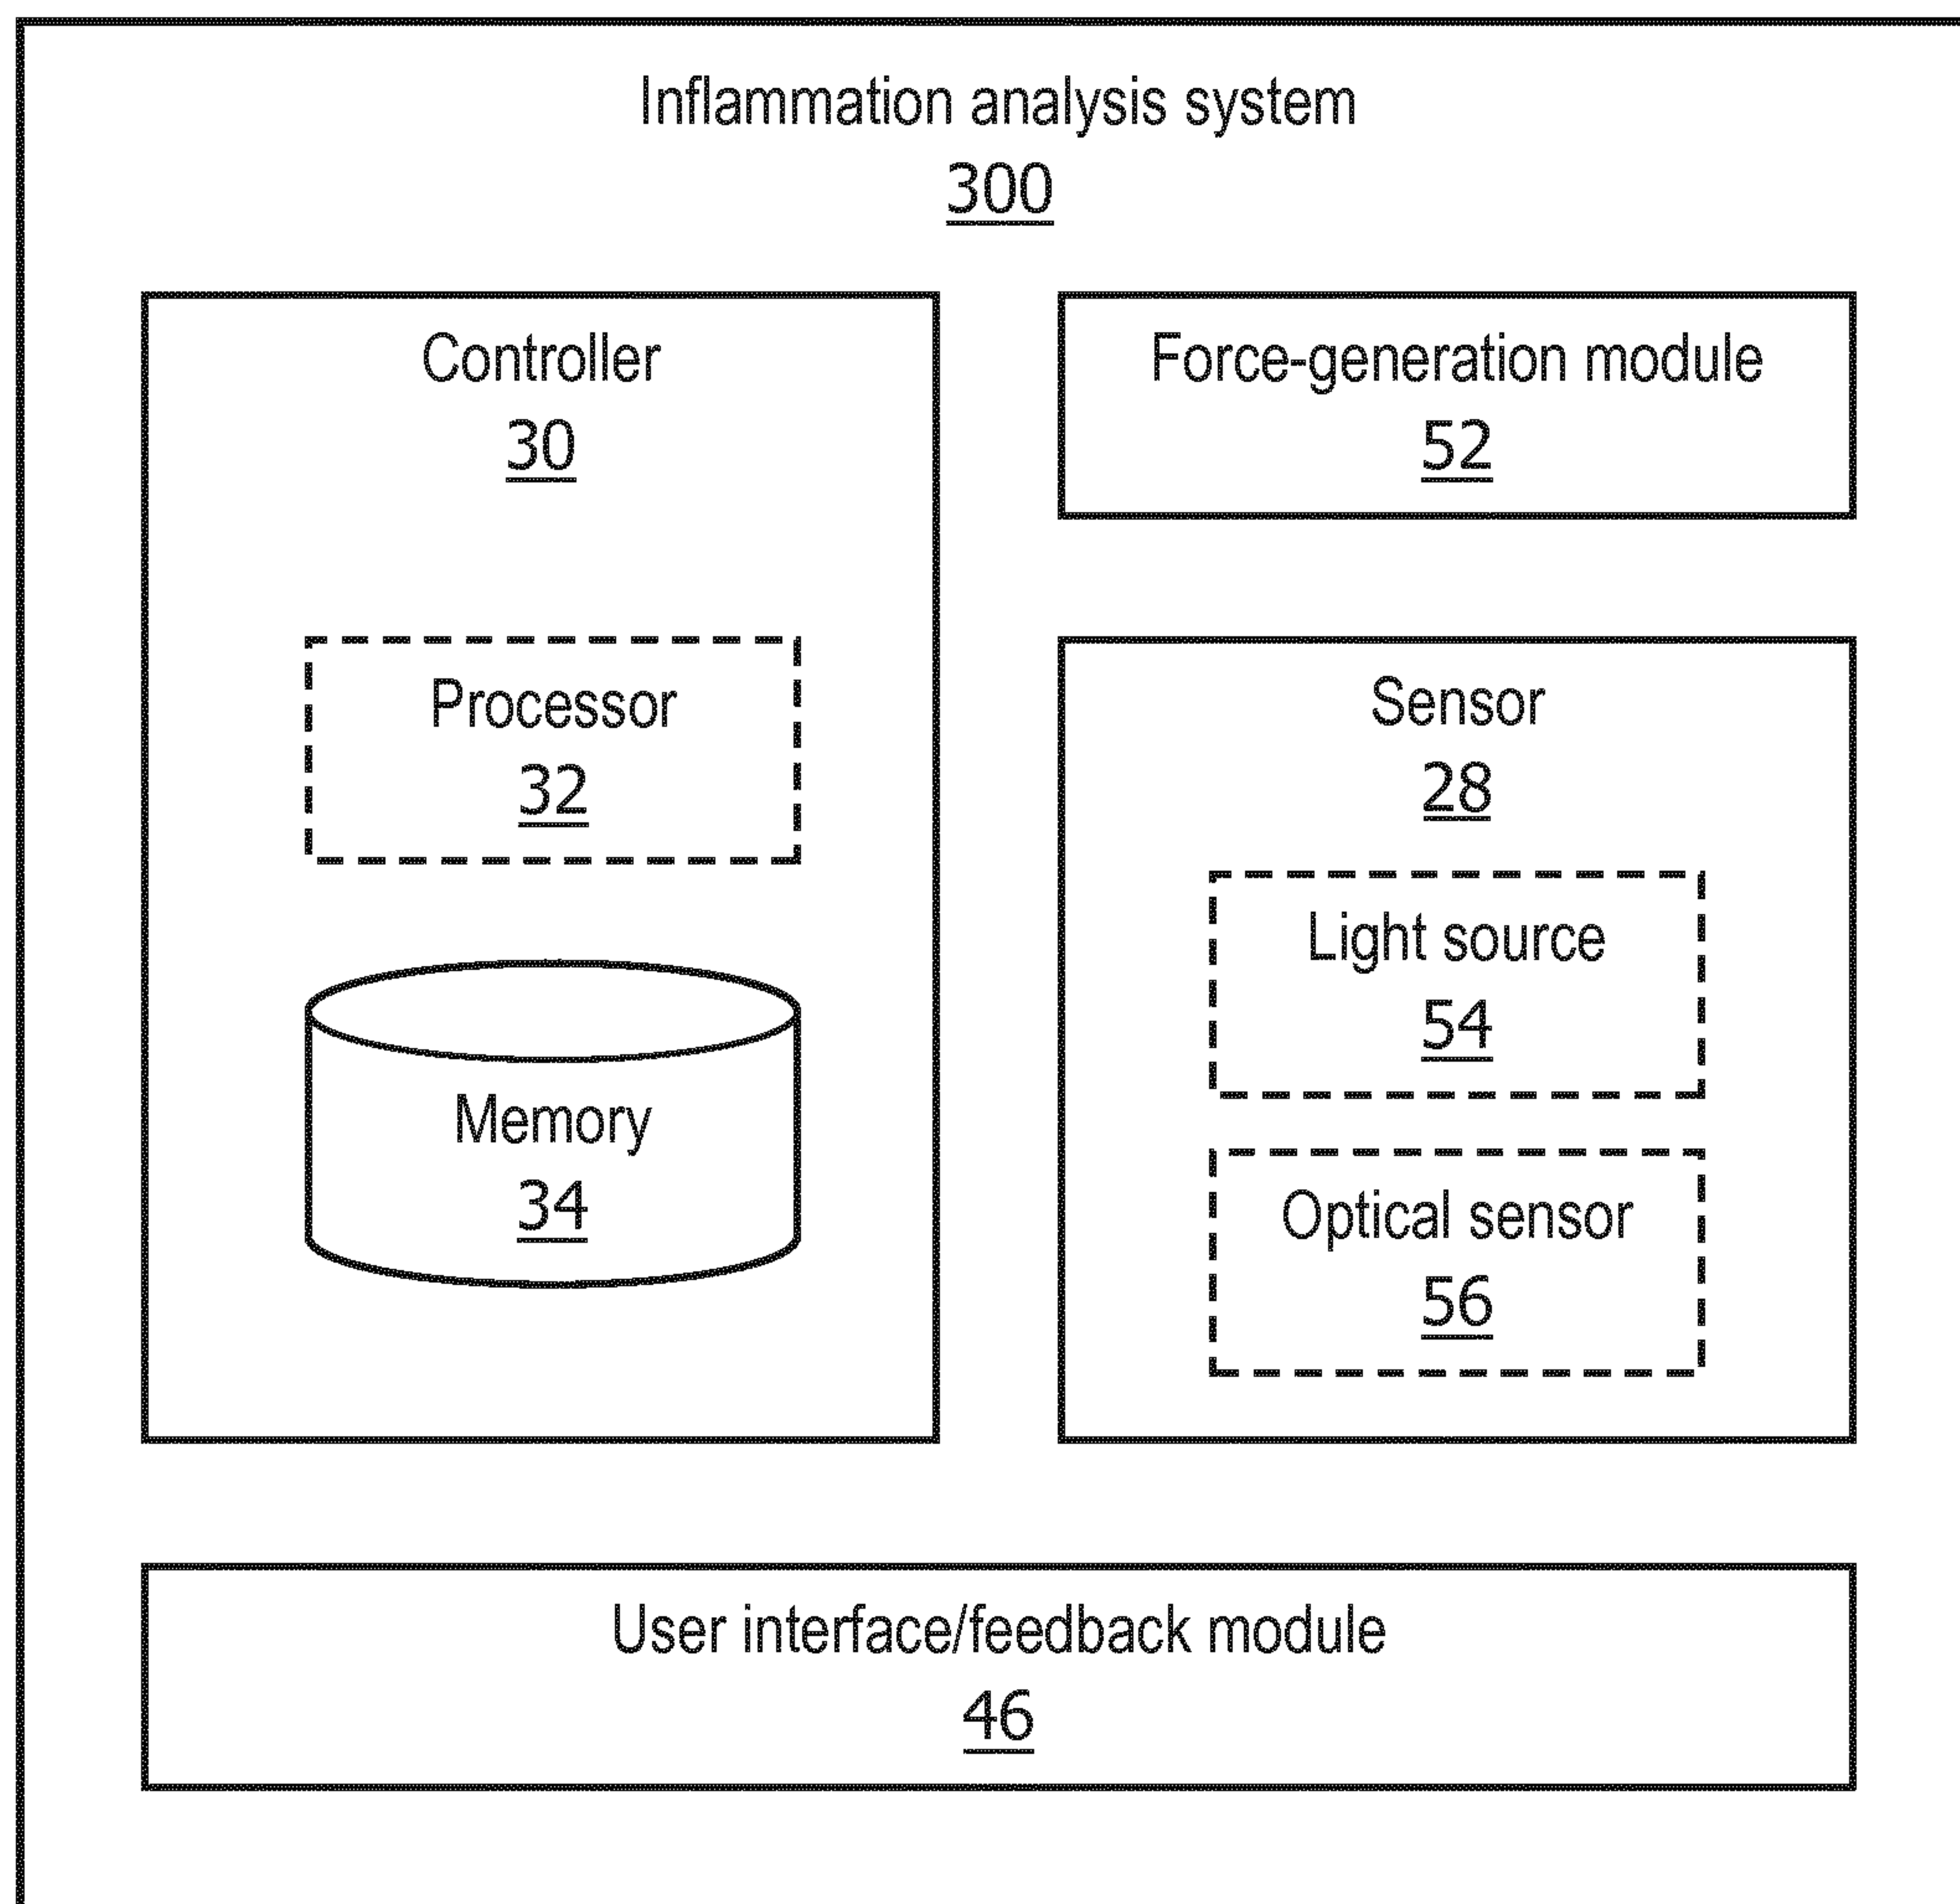 Inflammation analysis system
300
Controller
30
Processor
32
Memory
34
Force-generation module
52
Sensor
28
Light source
54
Optical sensor
56
User interface/feedback module
46